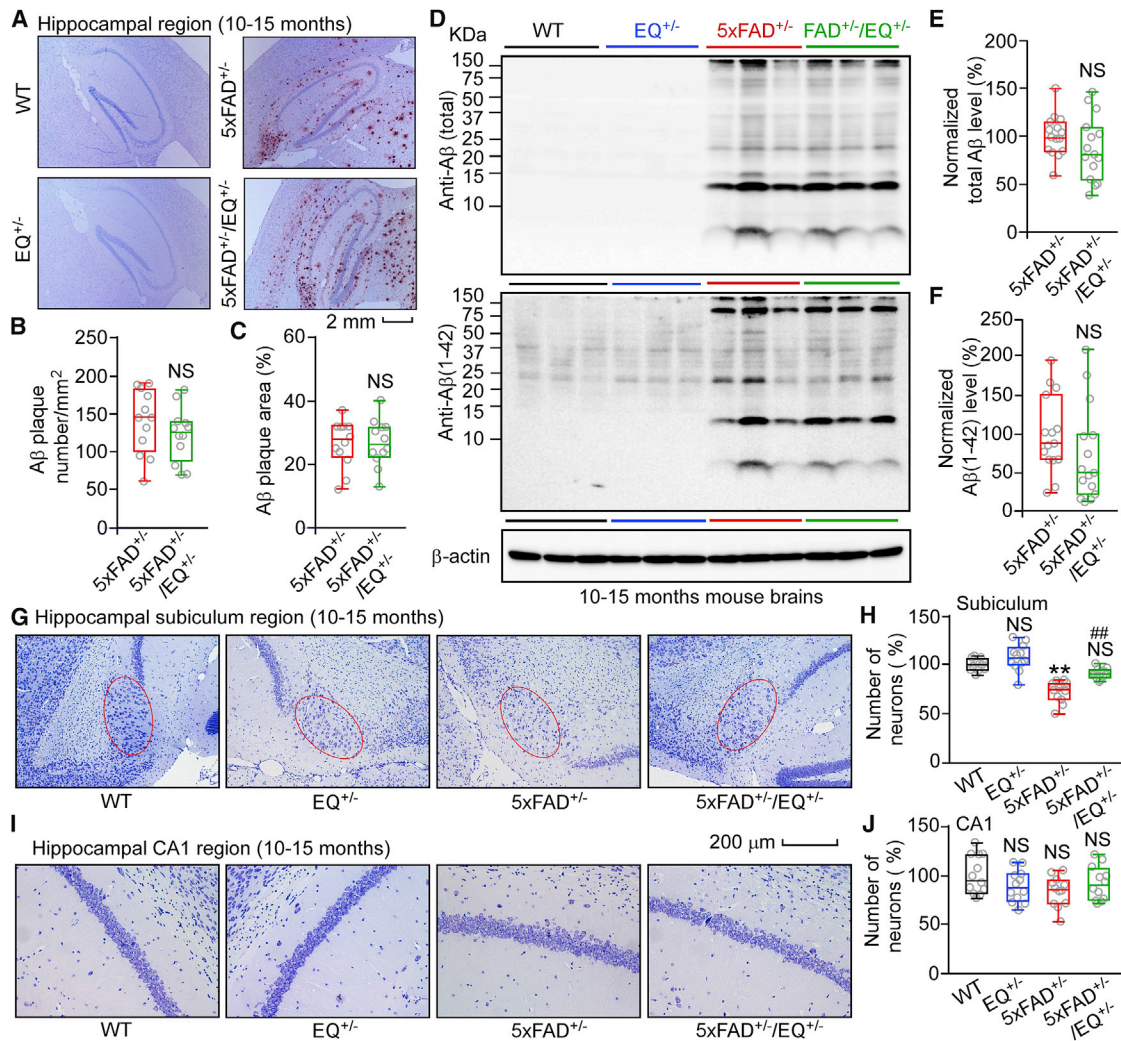 A
Hippocampal region (10-15 months)
WT
5xFAD+/-
EQ+/-
5xFAD+/-/EQ+/-
2 mm
B
Aβ plaque
number/mm2
250
200
150
100
50
0
NS
5xFAD+/-
5xFAD+/-
/EQ+/-
C
Aβ plaque area (%)
60
40
20
0
NS
5xFAD+/-
5xFAD+/-
/EQ+/-
D
KDa
WT
EQ+/-
5xFAD+/-
FAD+/-/EQ+/-
Anti-Aβ (total)
150
75
50
37
25
20
15
10
Anti-Aβ(1-42)
150
75
50
37
25
20
15
10
β-actin
10-15 months mouse brains
E
Normalized
total Aβ level (%)
200
150
100
50
0
NS
5xFAD+/-
5xFAD+/-
/EQ+/-
F
Normalized
Aβ(1-42) level (%)
250
200
150
100
50
0
NS
5xFAD+/-
5xFAD+/-
/EQ+/-
G
Hippocampal subiculum region (10-15 months)
WT
EQ+/-
5xFAD+/-
5xFAD+/-/EQ+/-
H
Subiculum
Number of
neurons ( %)
150
100
50
0
NS
**
##
NS
WT
EQ+/-
5xFAD+/-
5xFAD+/-
/EQ+/-
I
Hippocampal CA1 region (10-15 months)
200 μm
WT
EQ+/-
5xFAD+/-
5xFAD+/-/EQ+/-
J
CA1
Number of
neurons ( %)
150
100
50
0
NS
NS
NS
WT
EQ+/-
5xFAD+/-
5xFAD+/-
/EQ+/-